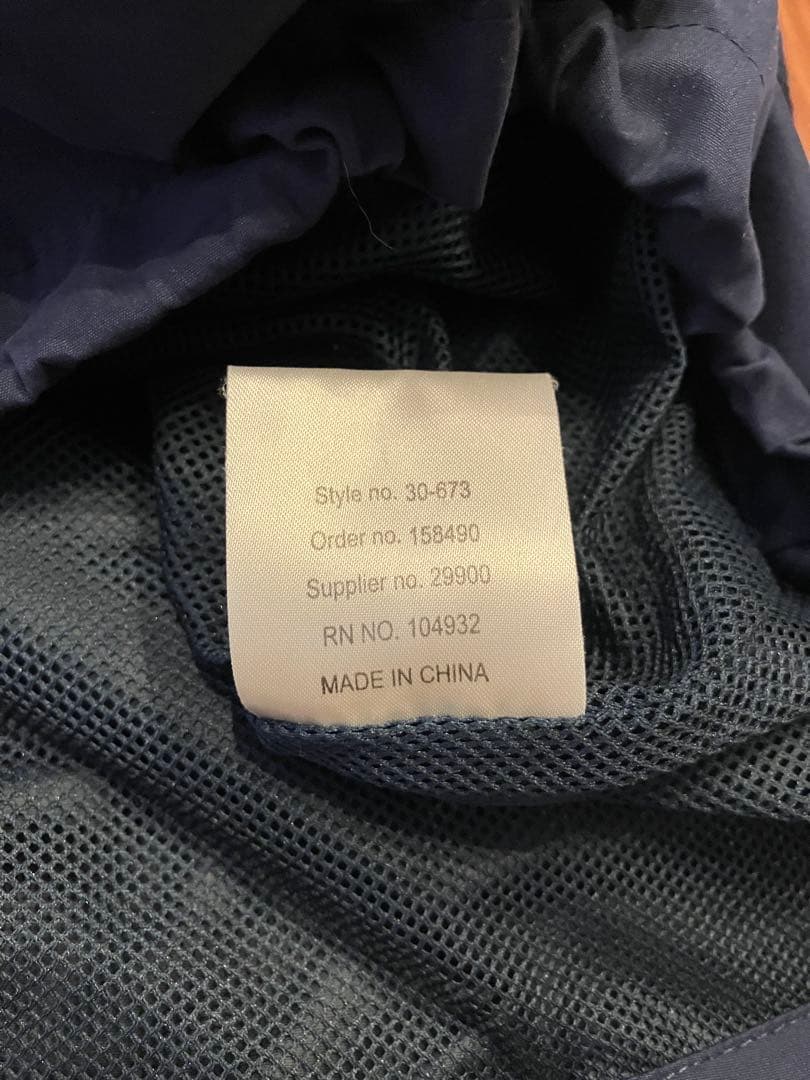 Style no. 30-673
Order no. 158490
Supplier no. 29900
RN NO. 104932
MADE IN CHINA